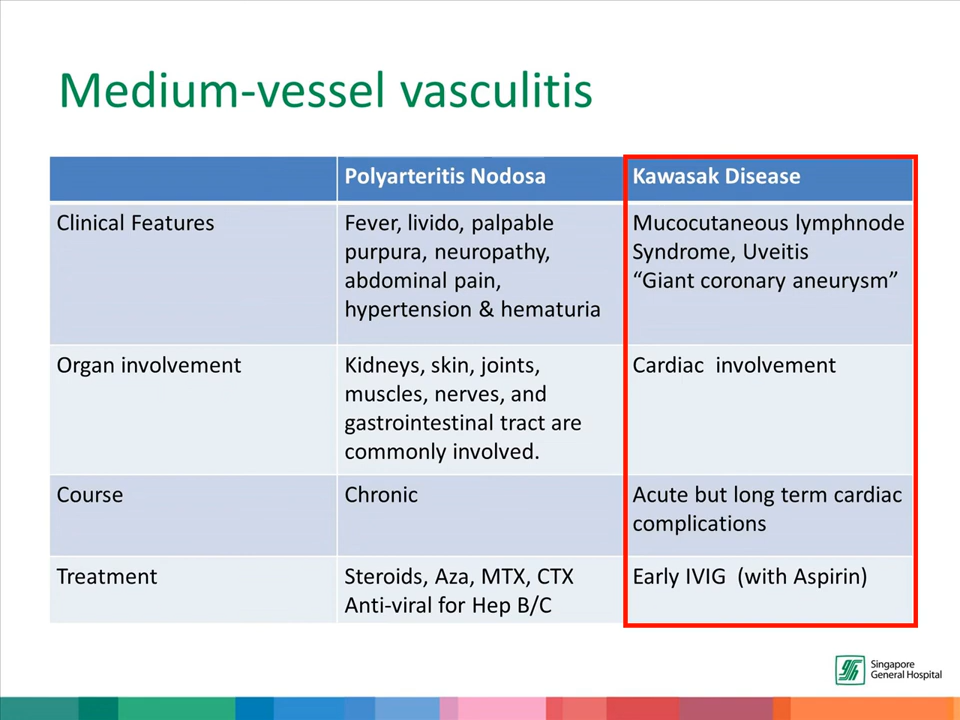 Medium-vessel vasculitis
Polyarteritis Nodosa
Kawasak Disease
Clinical Features
Fever, livido, palpable
purpura, neuropathy,
abdominal pain,
hypertension & hematuria
Mucocutaneous lymphnode
Syndrome, Uveitis
“Giant coronary aneurysm”
Organ involvement
Kidneys, skin, joints,
muscles, nerves, and
gastrointestinal tract are
commonly involved.
Cardiac involvement
Course
Chronic
Acute but long term cardiac
complications
Treatment
Steroids, Aza, MTX, CTX
Anti-viral for Hep B/C
Early IVIG (with Aspirin)
Singapore
General Hospital